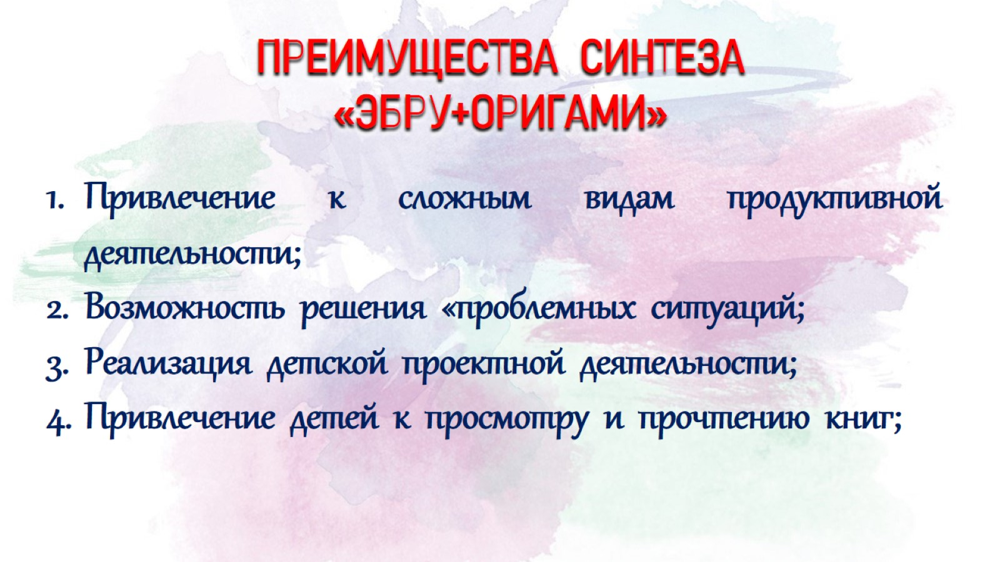 ПРЕИМУЩЕСТВА СИНТЕЗА
«ЭБРУ+ОРИГАМИ»
1. Привлечение к сложным видам продуктивной
деятельности;
2. Возможность решения «проблемных ситуаций;
3. Реализация детской проектной деятельности;
4. Привлечение детей к просмотру и прочтению книг;